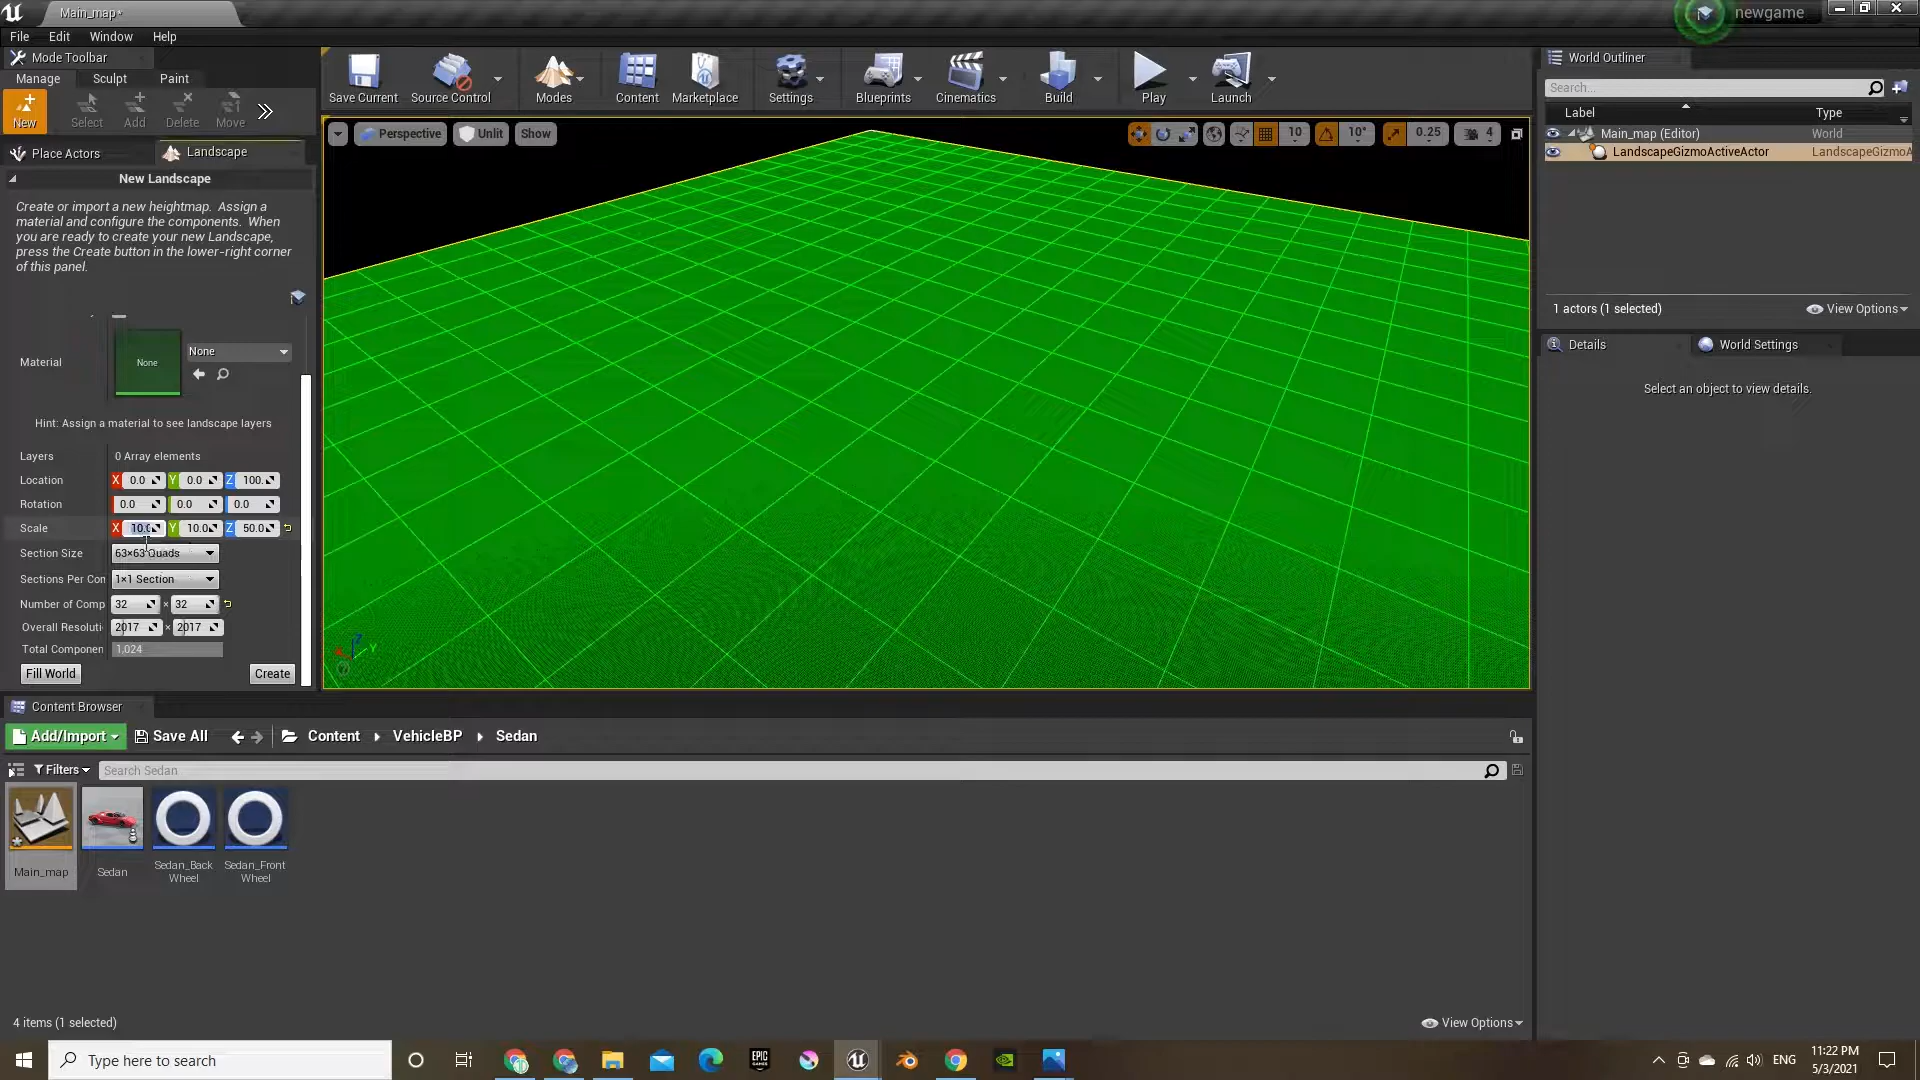 Main_map*
newgame
File Edit Window Help
Mode Toolbar
Manage Sculpt Paint
New Select Add Delete Move
Place Actors Landscape
New Landscape
Create or import a new heightmap. Assign a
material and configure the components. When
you are ready to create your new Landscape,
press the Create button in the lower-right corner
of this panel.
Material None None
Hint: Assign a material to see landscape layers
Layers 0 Array elements
Location X 0.0 Y 0.0 Z 100.
Rotation 0.0 0.0 0.0
Scale X 10.0 Y 10.0 Z 50.0
Section Size 63×63 Quads
Sections Per Con 1×1 Section
Number of Comp 32 × 32
Overall Resoluti 2017 × 2017
Total Componen 1,024
Fill World Create
Save Current Source Control Modes Content Marketplace Settings Blueprints Cinematics Build Play Launch
Perspective Unlit Show
10 10° 0.25 4
Z
Y
World Outliner
Search...
Label Type
Main_map (Editor) World
LandscapeGizmoActiveActor LandscapeGizmoA
1 actors (1 selected) View Options
Details World Settings
Select an object to view details.
Content Browser
Add/Import Save All Content VehicleBP Sedan
Filters Search Sedan
Main_map
Sedan
Sedan_Back
Wheel
Sedan_Front
Wheel
4 items (1 selected) View Options
Type here to search
EPIC
GAMES
ENG
11:22 PM
5/3/2021